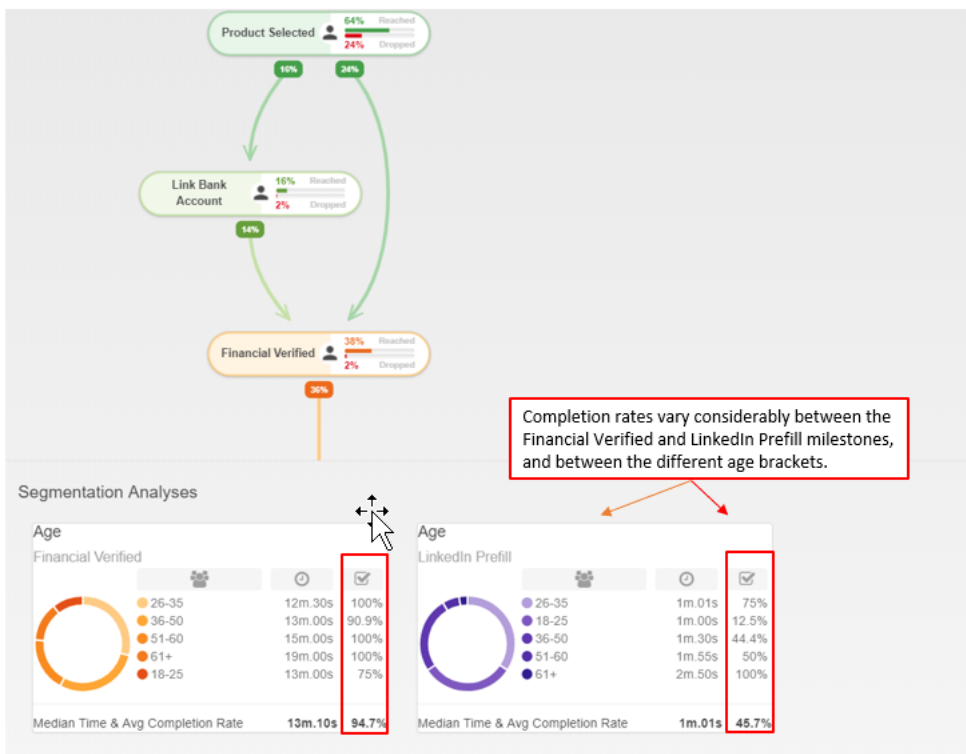 64% Reached
Product Selected
24% Dropped
16% 24%
Link Bank
Account
16% Reached
2% Dropped
14%
38% Reached
Financial Verified
2% Dropped
36%
Completion rates vary considerably between the
Financial Verified and LinkedIn Prefill milestones,
and between the different age brackets.
Segmentation Analyses
Age
Financial Verified
26-35 12m.30s 100%
36-50 13m.00s 90.9%
51-60 15m.00s 100%
61+ 19m.00s 100%
18-25 13m.00s 75%
Median Time & Avg Completion Rate 13m.10s 94.7%
Age
LinkedIn Prefill
26-35 1m.01s 75%
18-25 1m.00s 12.5%
36-50 1m.30s 44.4%
51-60 1m.55s 50%
61+ 2m.50s 100%
Median Time & Avg Completion Rate 1m.01s 45.7%